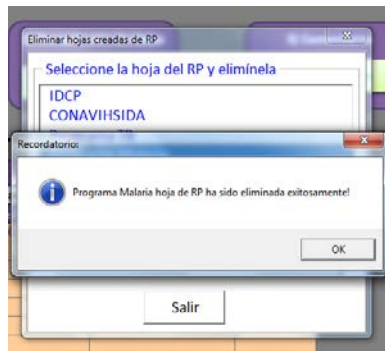 Eliminar hojas creadas de RP
Seleccione la hoja del RP y elimínela
IDCP
CONAVIHSIDA
Recordatorio:
Programa Malaria hoja de RP ha sido eliminada exitosamente!
OK
Salir